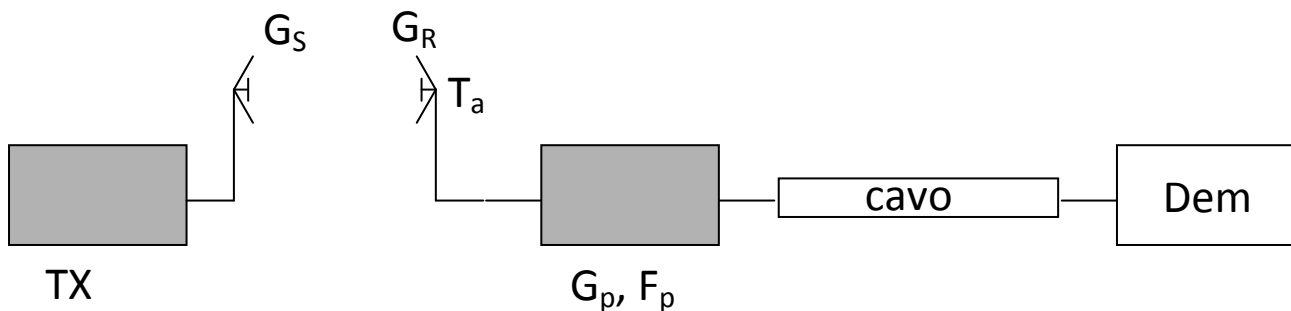 G_S
G_R
T_a
cavo
Dem
TX
G_p, F_p